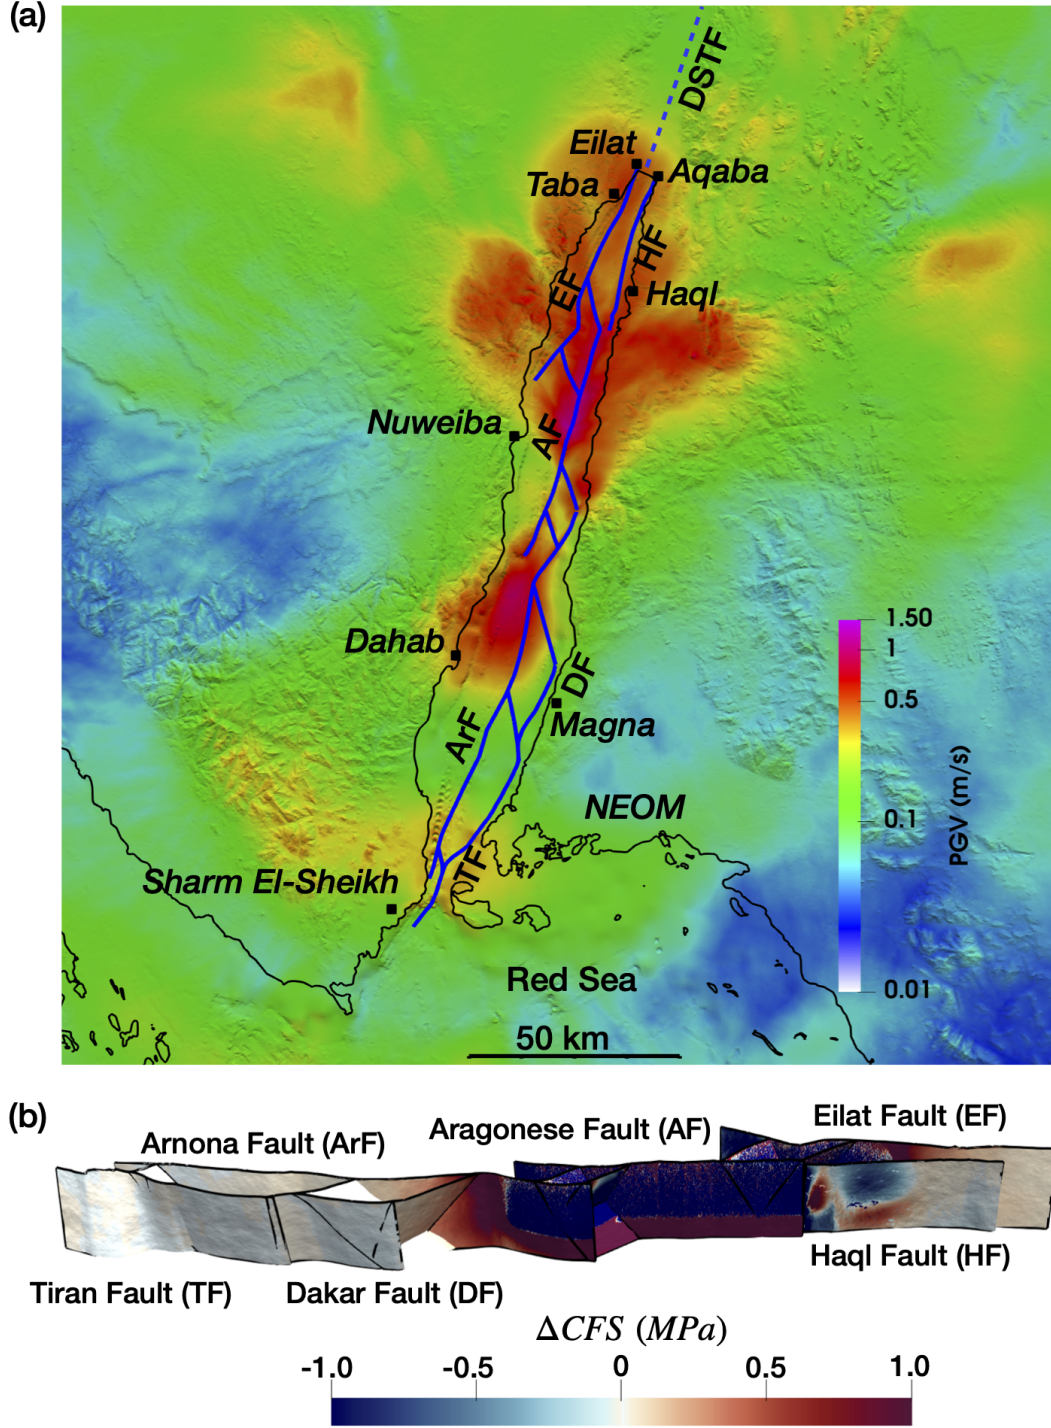 (a)
DSTF
Eilat
Taba
Aqaba
HF
EF
Haql
Nuweiba
AF
Dahab
DF
Magna
ArF
NEOM
TF
Sharm El-Sheikh
Red Sea
50 km
1.50
1
0.5
0.1
0.01
PGV (m/s)
(b)
Arnona Fault (ArF)
Aragonese Fault (AF)
Eilat Fault (EF)
Tiran Fault (TF)
Dakar Fault (DF)
Haql Fault (HF)
ΔCFS (MPa)
-1.0 -0.5 0 0.5 1.0